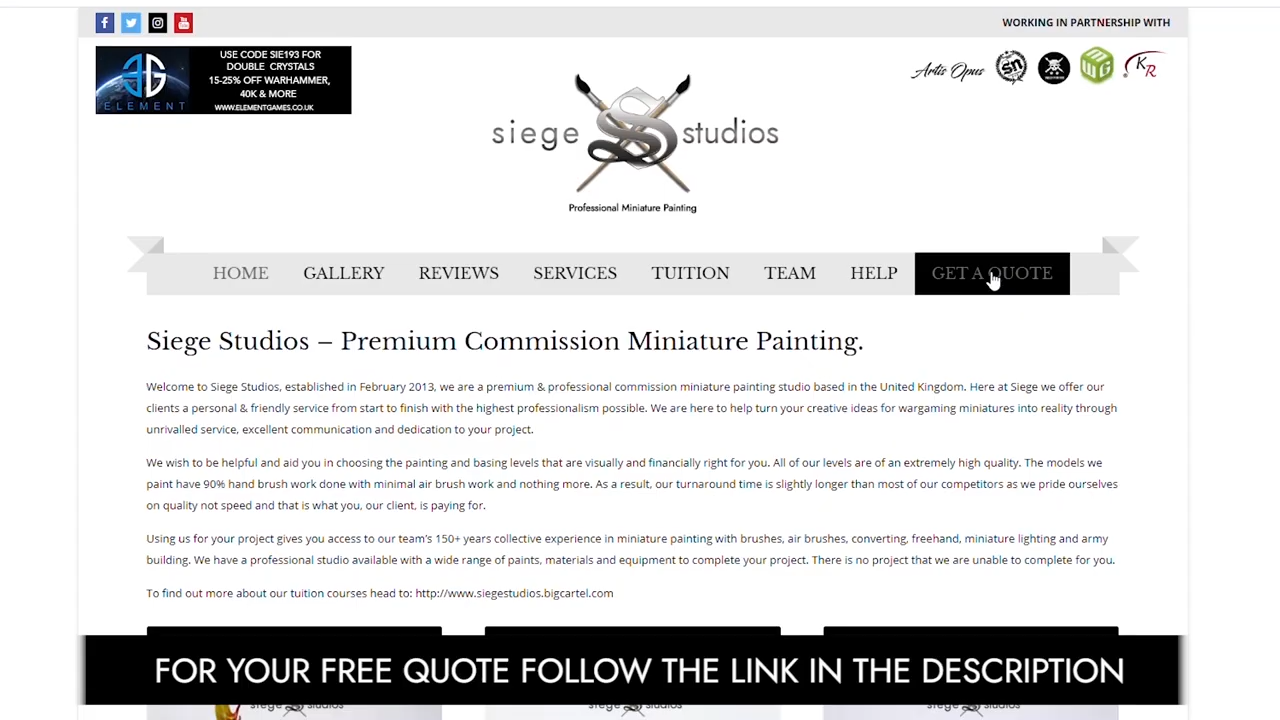 WORKING IN PARTNERSHIP WITH
USE CODE SIE193 FOR
DOUBLE CRYSTALS
15-25% OFF WARHAMMER,
40K & MORE
WWW.ELEMENTGAMES.CO.UK
ELEMENT
Artis Opus
KR
siege studios
Professional Miniature Painting
HOME GALLERY REVIEWS SERVICES TUITION TEAM HELP GET A QUOTE
Siege Studios – Premium Commission Miniature Painting.
Welcome to Siege Studios, established in February 2013, we are a premium & professional commission miniature painting studio based in the United Kingdom. Here at Siege we offer our
clients a personal & friendly service from start to finish with the highest professionalism possible. We are here to help turn your creative ideas for wargaming miniatures into reality through
unrivalled service, excellent communication and dedication to your project.
We wish to be helpful and aid you in choosing the painting and basing levels that are visually and financially right for you. All of our levels are of an extremely high quality. The models we
paint have 90% hand brush work done with minimal air brush work and nothing more. As a result, our turnaround time is slightly longer than most of our competitors as we pride ourselves
on quality not speed and that is what you, our client, is paying for.
Using us for your project gives you access to our team's 150+ years collective experience in miniature painting with brushes, air brushes, converting, freehand, miniature lighting and army
building. We have a professional studio available with a wide range of paints, materials and equipment to complete your project. There is no project that we are unable to complete for you.
To find out more about our tuition courses head to: http://www.siegestudios.bigcartel.com
FOR YOUR FREE QUOTE FOLLOW THE LINK IN THE DESCRIPTION